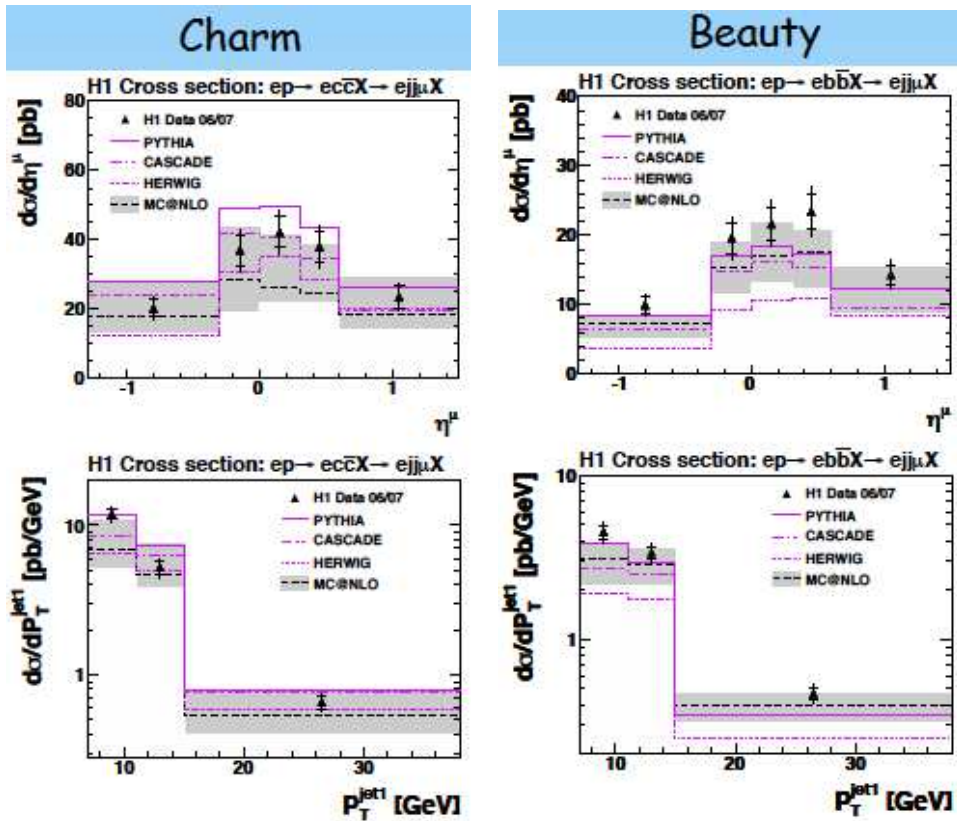 Charm
H1 Cross section: ep→ ecc̅X→ ejjμX
dσ/dη^μ [pb]
80
60
40
20
0
H1 Data 06/07
PYTHIA
CASCADE
HERWIG
MC@NLO
-1 0 1
η^μ
Beauty
H1 Cross section: ep→ ebb̅X→ ejjμX
dσ/dη^μ [pb]
40
30
20
10
0
H1 Data 06/07
PYTHIA
CASCADE
HERWIG
MC@NLO
-1 0 1
η^μ
H1 Cross section: ep→ ecc̅X→ ejjμX
dσ/dP_T^jet1 [pb/GeV]
10
1
H1 Data 06/07
PYTHIA
CASCADE
HERWIG
MC@NLO
10 20 30
P_T^jet1 [GeV]
H1 Cross section: ep→ ebb̅X→ ejjμX
dσ/dP_T^jet1 [pb/GeV]
10
1
H1 Data 06/07
PYTHIA
CASCADE
HERWIG
MC@NLO
10 20 30
P_T^jet1 [GeV]